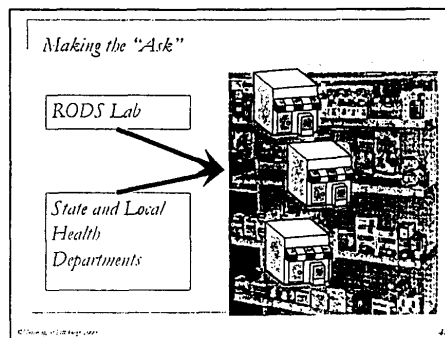 Making the "Ask"
RODS Lab
State and Local
Health
Departments